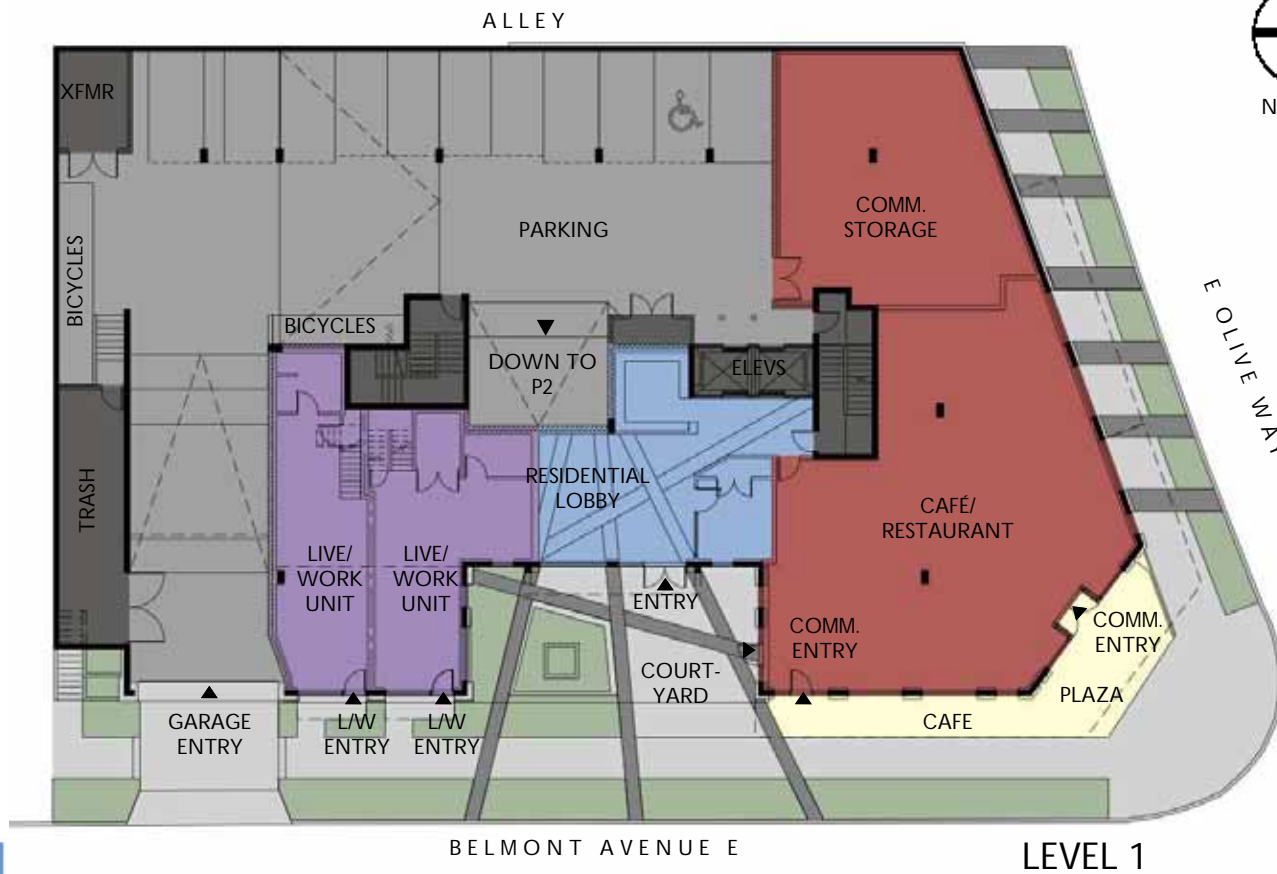 ALLEY
XFMR
N
COMM.
STORAGE
PARKING
BICYCLES
E OLIVE WAY
BICYCLES
DOWN TO
P2
ELEVS
TRASH
RESIDENTIAL
LOBBY
CAFÉ/
RESTAURANT
LIVE/
WORK
UNIT
LIVE/
WORK
UNIT
ENTRY
COMM.
ENTRY
COMM.
ENTRY
COURT-
YARD
PLAZA
GARAGE
ENTRY
L/W
ENTRY
L/W
ENTRY
CAFE
BELMONT AVENUE E
LEVEL 1